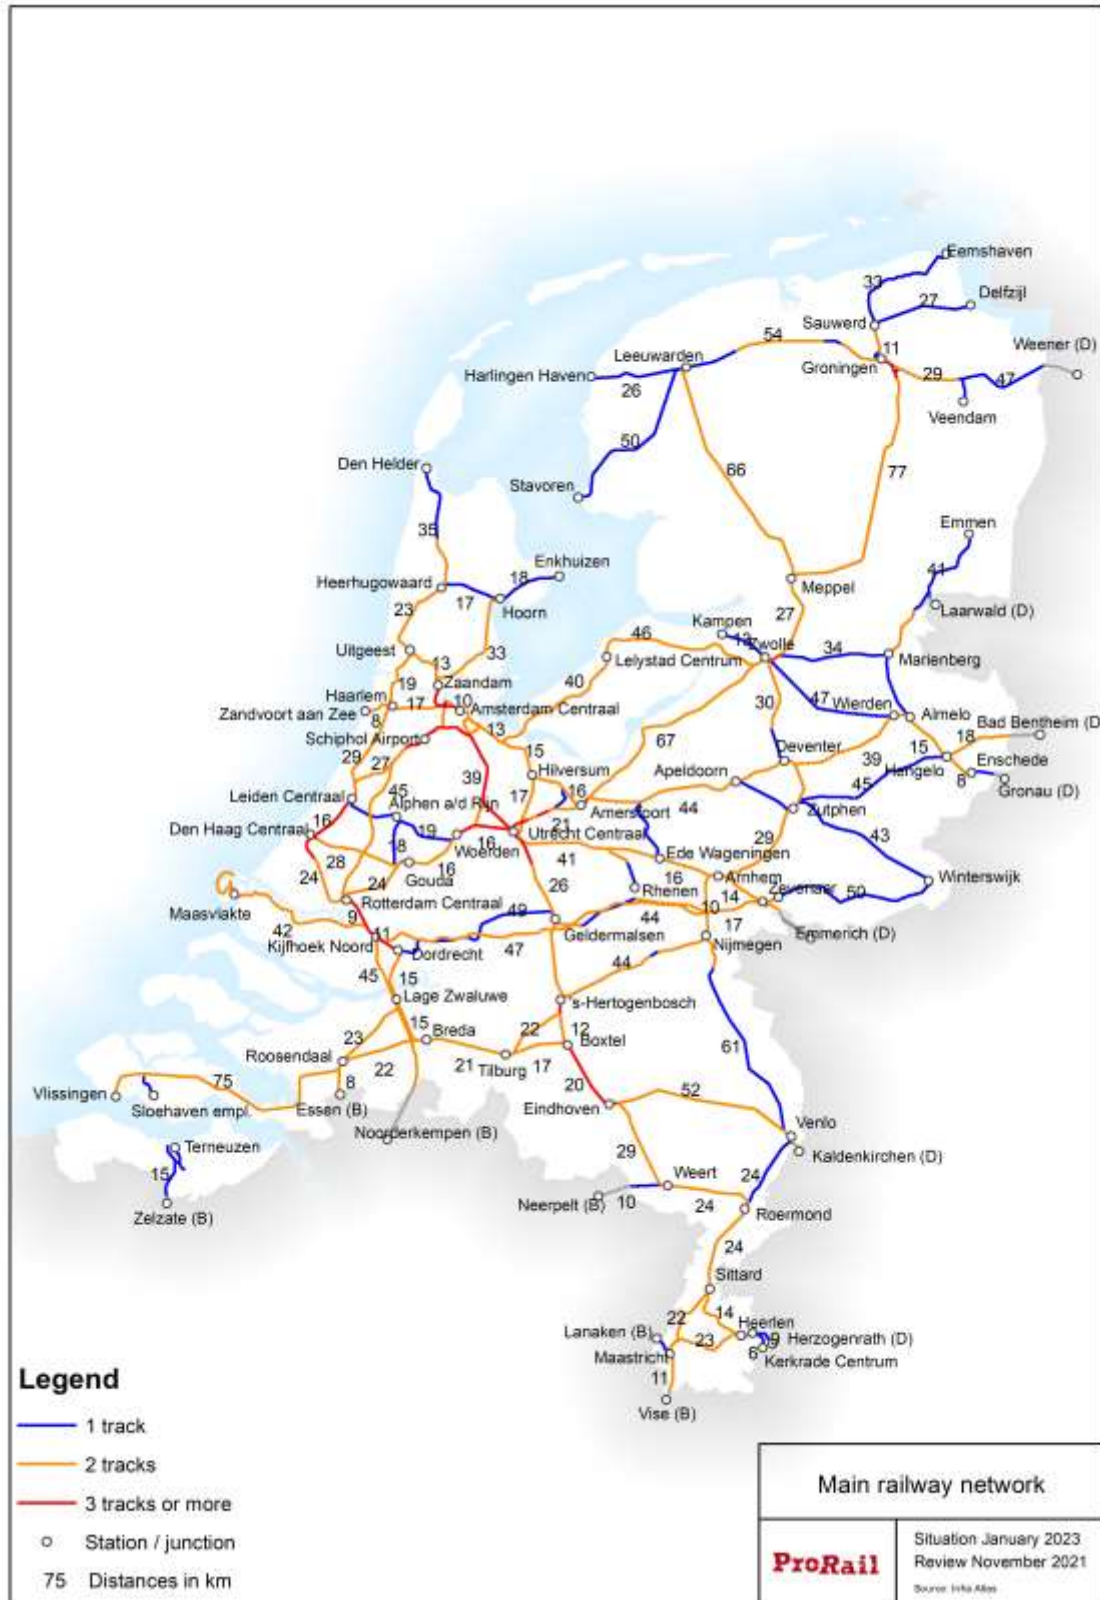 Eemshaven
33
Delfzijl
27
Sauwerd
Weener (D)
54
11
Leeuwarden
Groningen
Harlingen Haven
29
47
26
Veendam
50
Den Helder
66
77
Stavoren
35
Emmen
Enkhuizen
41
18
Heerhugowaard
Meppel
17
Hoorn
23
27
Laarwald (D)
Kampen
46
13
Zwolle
34
Uitgeest
33
Lelystad Centrum
Marienberg
13
40
19
Zaandam
Haarlem
17
10
30
47
Wierden
Zandvoort aan Zee
Amsterdam Centraal
Almelo
8
Bad Bentheim (D
13
67
18
Schiphol Airport
15
39
15
29
27
Deventer
Hengelo
Enschede
39
Hilversum
Apeldoorn
45
8
Gronau (D)
45
17
16
44
Leiden Centraal
Alphen a/d Rijn
Amersfoort
Zutphen
16
21
Den Haag Centraal
19
Utrecht Centraal
43
16
29
28
18
Woerden
41
Ede Wageningen
16
Gouda
16
Arnhem
24
24
26
Rhenen
14
Zevenaar
50
Winterswijk
Maasvlakte
Rotterdam Centraal
49
44
10
9
42
17
Kijfhoek Noord
11
47
Geldermalsen
Emmerich (D)
Dordrecht
Nijmegen
45
15
44
Lage Zwaluwe
's-Hertogenbosch
15
Breda
22
12
23
Boxtel
61
Roosendaal
22
21
Tilburg
17
75
20
52
Vlissingen
8
Sloehaven empl.
Essen (B)
Eindhoven
Venlo
Noorderkempen (B)
Terneuzen
29
Kaldenkirchen (D)
15
Weert
24
Zelzate (B)
Neerpelt (B)
10
24
Roermond
24
Sittard
22
14
Heerlen
Lanaken (B)
23
9
Herzogenrath (D)
Maastricht
6
Kerkrade Centrum
11
Vise (B)
Legend
1 track
2 tracks
3 tracks or more
Station / junction
75 Distances in km
Main railway network
ProRail
Situation January 2023
Review November 2021
Source: Infra Atlas